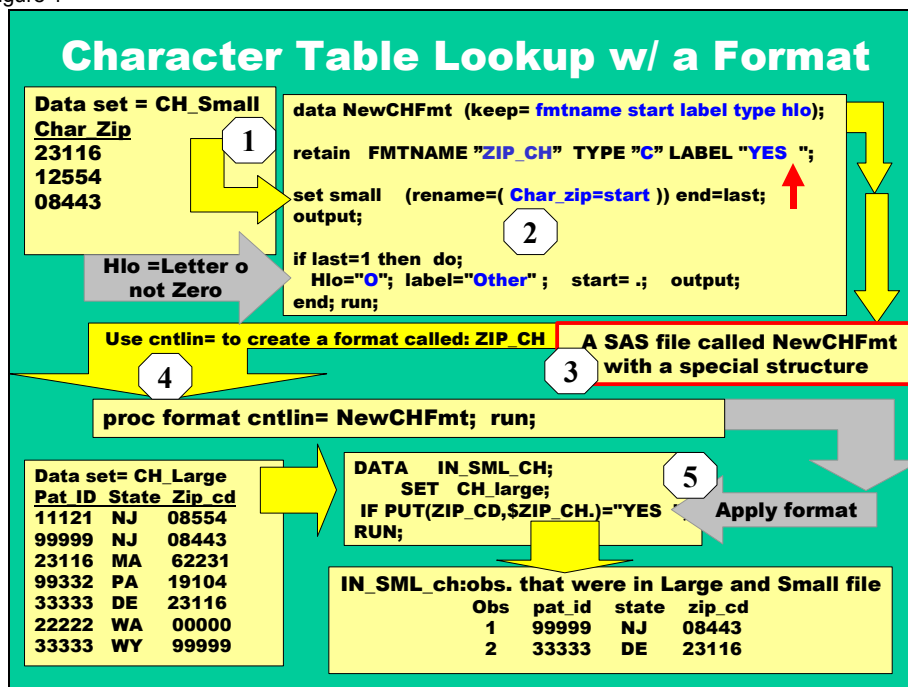 Character Table Lookup w/ a Format
Data set = CH_Small
Char_Zip
23116
12554
08443
1
data NewCHFmt (keep= fmtname start label type hlo);
retain FMTNAME "ZIP_CH" TYPE "C" LABEL "YES ";
set small (rename=( Char_zip=start )) end=last;
output;
2
if last=1 then do;
Hlo="O"; label="Other" ; start= .; output;
end; run;
Hlo =Letter o
not Zero
Use cntlin= to create a format called: ZIP_CH
A SAS file called NewCHFmt
with a special structure
3
4
proc format cntlin= NewCHFmt; run;
Data set= CH_Large
Pat_ID State Zip_cd
11121 NJ 08554
99999 NJ 08443
23116 MA 62231
99332 PA 19104
33333 DE 23116
22222 WA 00000
33333 WY 99999
DATA IN_SML_CH;
SET CH_large;
IF PUT(ZIP_CD,$ZIP_CH.)="YES
RUN;
5
Apply format
IN_SML_ch:obs. that were in Large and Small file
Obs pat_id state zip_cd
1 99999 NJ 08443
2 33333 DE 23116